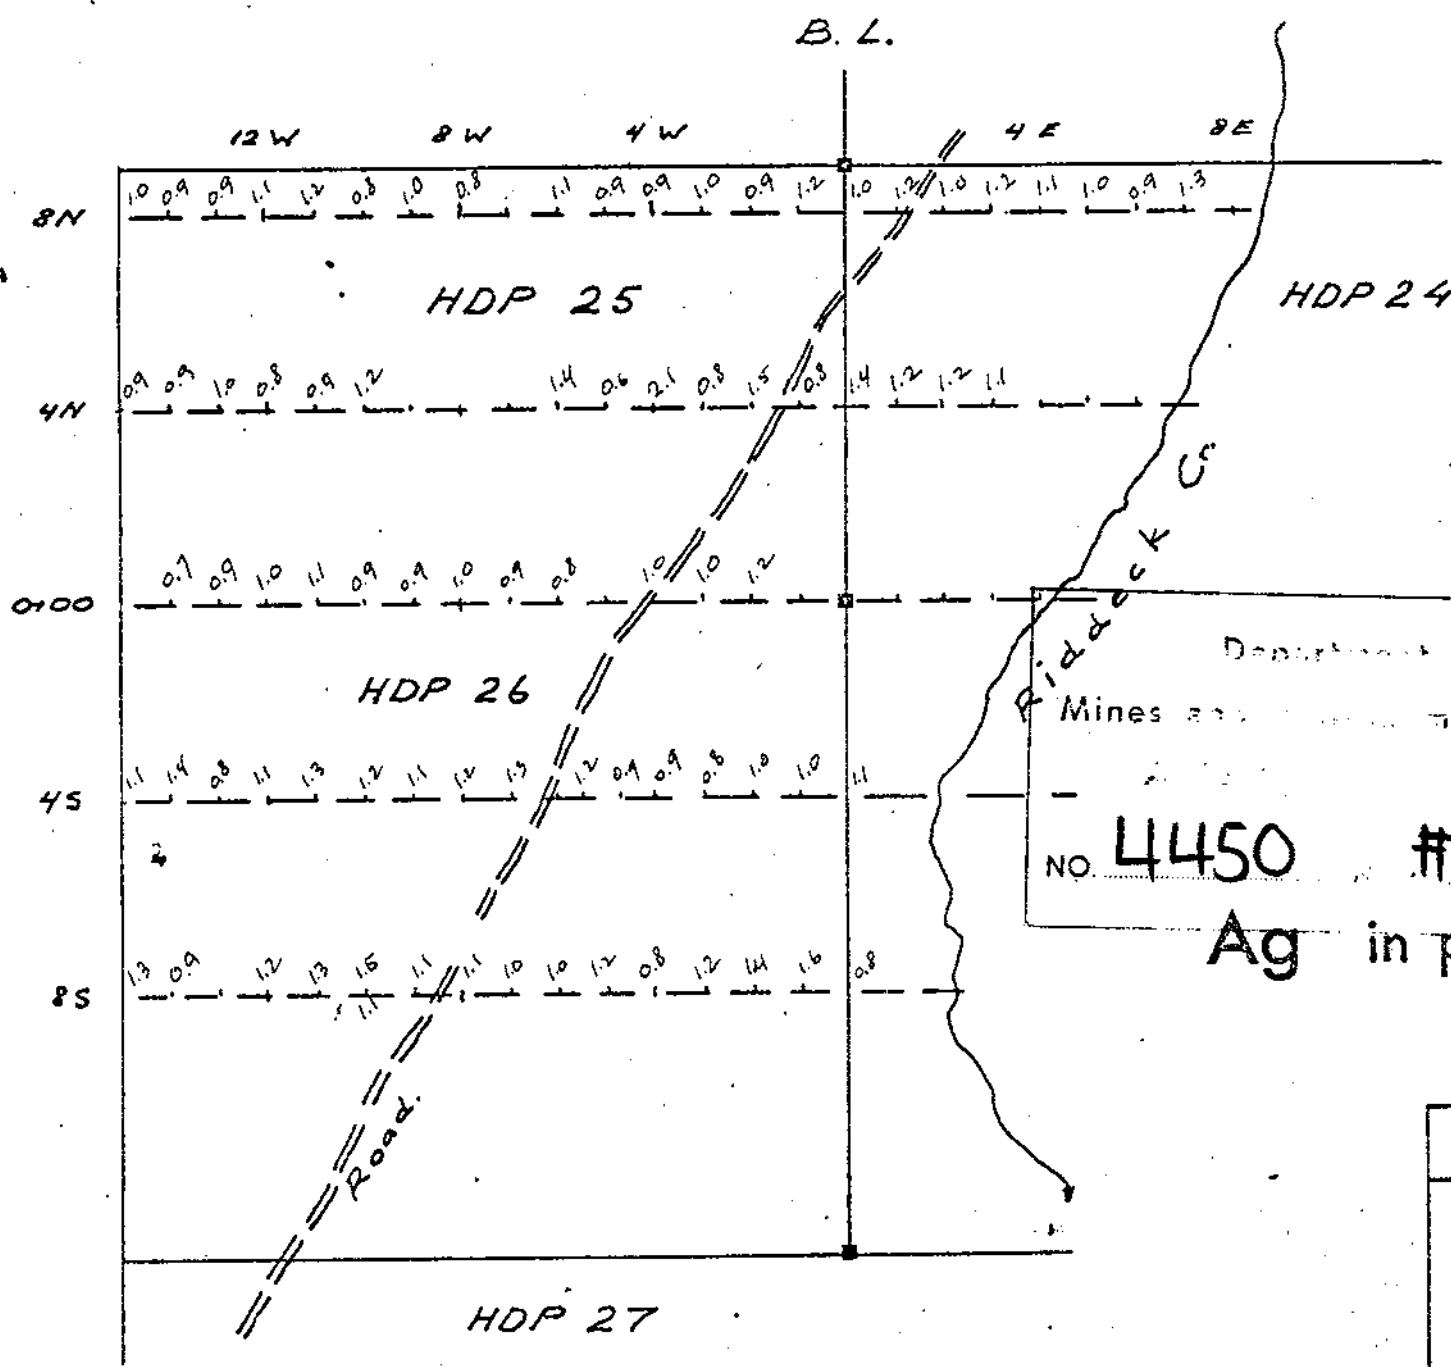 B. L.
12 W 8 W 4 W 4 E 8 E
8N 1.0 0.9 0.9 1.1 1.2 0.8 1.0 0.8 1.1 0.9 0.9 1.0 0.9 1.2 1.0 1.2 1.0 1.2 1.1 1.0 0.9 1.3
HDP 25 HDP 24
4N 0.9 0.9 1.0 0.8 0.9 1.2 1.4 0.6 2.1 0.8 1.5 0.8 1.4 1.2 1.2 1.1
0+00 0.7 0.9 1.0 1.1 0.9 0.9 1.0 0.9 0.8 1.0 1.0 1.2
Riddeck Cr
Department
HDP 26
Mines
4S 1.1 1.4 0.8 1.1 1.3 1.2 1.1 1.2 1.3 1.2 0.9 0.9 0.8 1.0 1.0 1.1
NO. 4450 #
Ag in p
8S 1.3 0.9 1.2 1.3 1.5 1.1 1.1 1.0 1.0 1.2 0.8 1.2 1.4 1.6 0.8
1.1
Road.
HDP 27